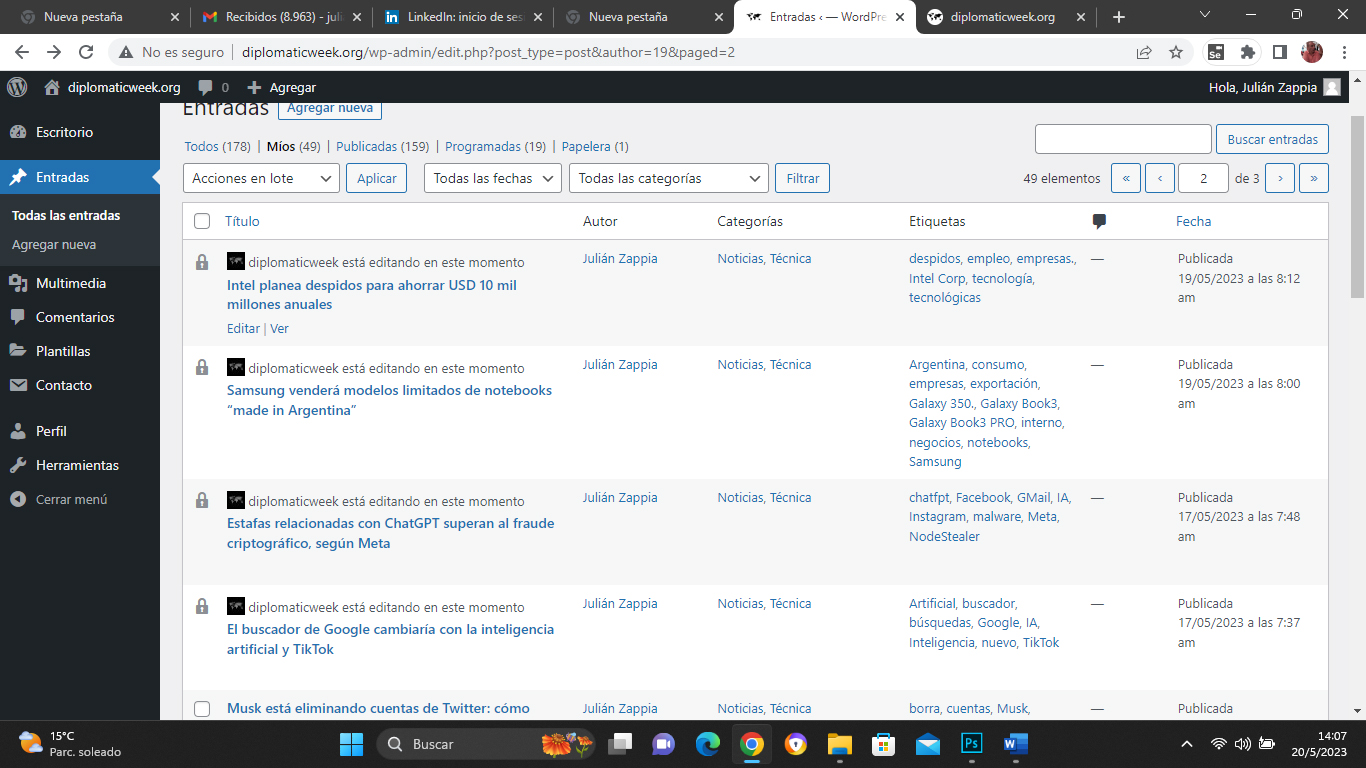 Nueva pestaña
Recibidos (8.963) - juli
LinkedIn: inicio de ses
Nueva pestaña
Entradas ‹ — WordPre
diplomaticweek.org
No es seguro | diplomaticweek.org/wp-admin/edit.php?post_type=post&author=19&paged=2
diplomaticweek.org 0 Agregar Hola, Julián Zappia
Escritorio
Entradas
Todas las entradas
Agregar nueva
Multimedia
Comentarios
Plantillas
Contacto
Perfil
Herramientas
Cerrar menú
Entradas Agregar nueva
Todos (178) | Míos (49) | Publicadas (159) | Programadas (19) | Papelera (1)
Buscar entradas
Acciones en lote Aplicar Todas las fechas Todas las categorías Filtrar
49 elementos « ‹ 2 de 3 › »
Título Autor Categorías Etiquetas Fecha
diplomaticweek está editando en este momento
Intel planea despidos para ahorrar USD 10 mil
millones anuales
Editar | Ver
Julián Zappia
Noticias, Técnica
despidos, empleo, empresas.,
Intel Corp, tecnología,
tecnológicas
—
Publicada
19/05/2023 a las 8:12
am
diplomaticweek está editando en este momento
Samsung venderá modelos limitados de notebooks
“made in Argentina”
Julián Zappia
Noticias, Técnica
Argentina, consumo,
empresas, exportación,
Galaxy 350., Galaxy Book3,
Galaxy Book3 PRO, interno,
negocios, notebooks,
Samsung
—
Publicada
19/05/2023 a las 8:00
am
diplomaticweek está editando en este momento
Estafas relacionadas con ChatGPT superan al fraude
criptográfico, según Meta
Julián Zappia
Noticias, Técnica
chatfpt, Facebook, GMail, IA,
Instagram, malware, Meta,
NodeStealer
—
Publicada
17/05/2023 a las 7:48
am
diplomaticweek está editando en este momento
El buscador de Google cambiaría con la inteligencia
artificial y TikTok
Julián Zappia
Noticias, Técnica
Artificial, buscador,
búsquedas, Google, IA,
Inteligencia, nuevo, TikTok
—
Publicada
17/05/2023 a las 7:37
am
Musk está eliminando cuentas de Twitter: cómo
Julián Zappia
Noticias, Técnica
borra, cuentas, Musk,
—
Publicada
15°C
Parc. soleado
Buscar
Ps
W
14:07
20/5/2023